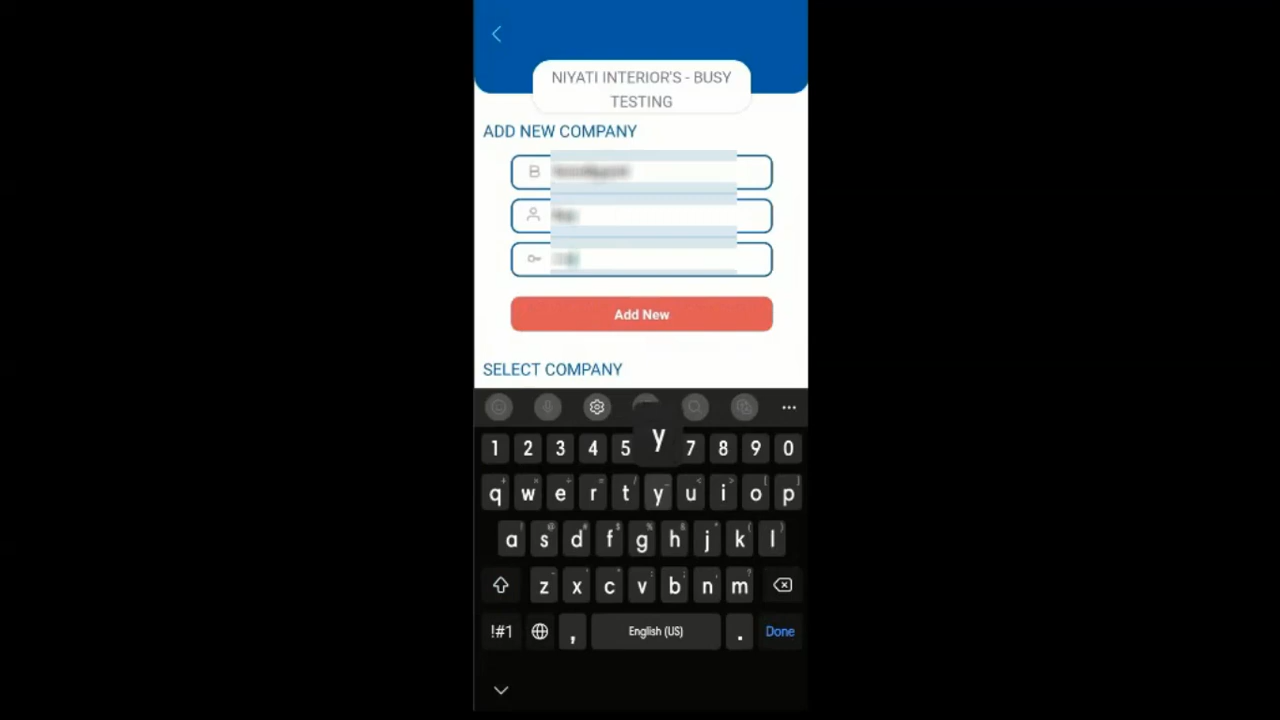 NIYATI INTERIOR'S - BUSY
TESTING
ADD NEW COMPANY
Add New
SELECT COMPANY
y
1 2 3 4 5 7 8 9 0
q w e r t y u i o p
a s d f g h j k l
z x c v b n m
!#1 , English (US) . Done